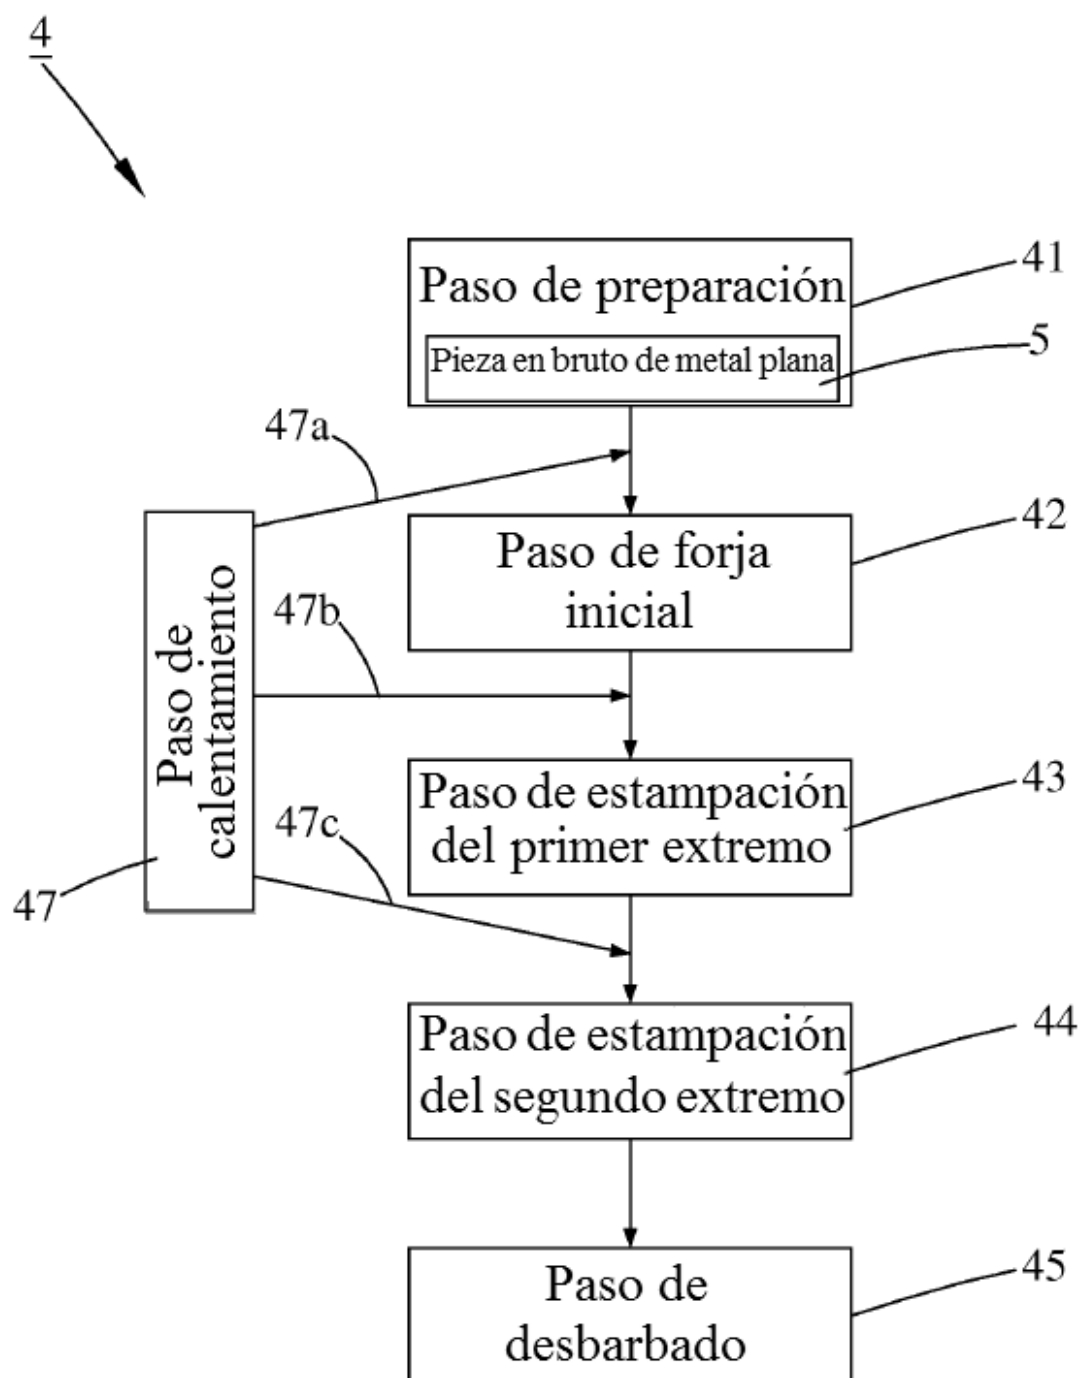 4
Paso de preparación
41
Pieza en bruto de metal plana
5
47a
Paso de forja
inicial
42
47b
Paso de
calentamiento
47
Paso de estampación
del primer extremo
43
47c
Paso de estampación
del segundo extremo
44
Paso de
desbarbado
45